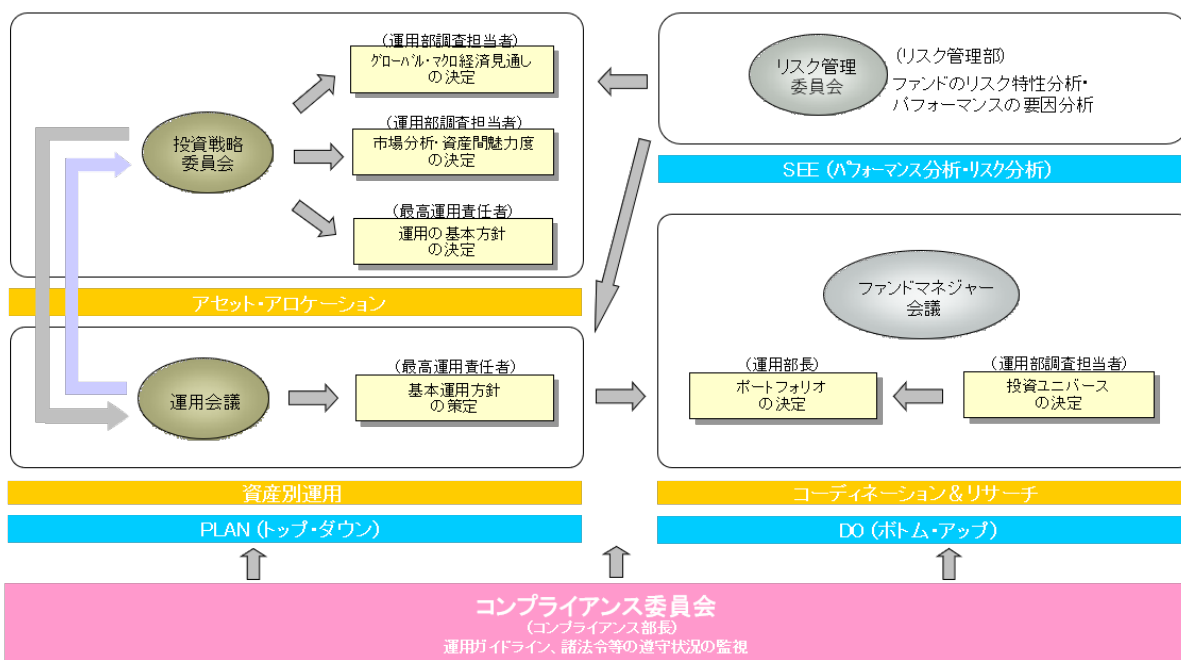 (運用部調査担当者)
グローバル・マクロ経済見通し
の決定
投資戦略
委員会
(運用部調査担当者)
市場分析・資産間魅力度
の決定
(最高運用責任者)
運用の基本方針
の決定
アセット・アロケーション
運用会議
(最高運用責任者)
基本運用方針
の策定
資産別運用
PLAN (トップ・ダウン)
リスク管理
委員会
(リスク管理部)
ファンドのリスク特性分析・
パフォーマンスの要因分析
SEE (パフォーマンス分析・リスク分析)
ファンドマネジャー
会議
(運用部長)
ポートフォリオ
の決定
(運用部調査担当者)
投資ユニバース
の決定
コーディネーション&リサーチ
DO (ボトム・アップ)
コンプライアンス委員会
(コンプライアンス部長)
運用ガイドライン、諸法令等の遵守状況の監視